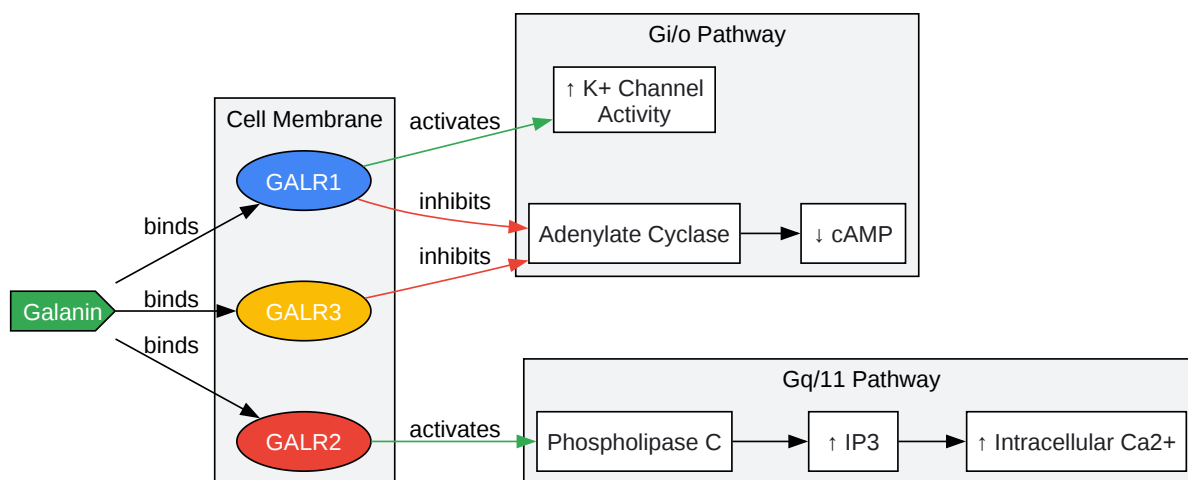 Gi/o Pathway
↑ K+ Channel
Activity
Cell Membrane
activates
GALR1
inhibits
binds
Adenylate Cyclase
↓ cAMP
inhibits
Galanin
binds
GALR3
binds
Gq/11 Pathway
GALR2
activates
Phospholipase C
↑ IP3
↑ Intracellular Ca2+